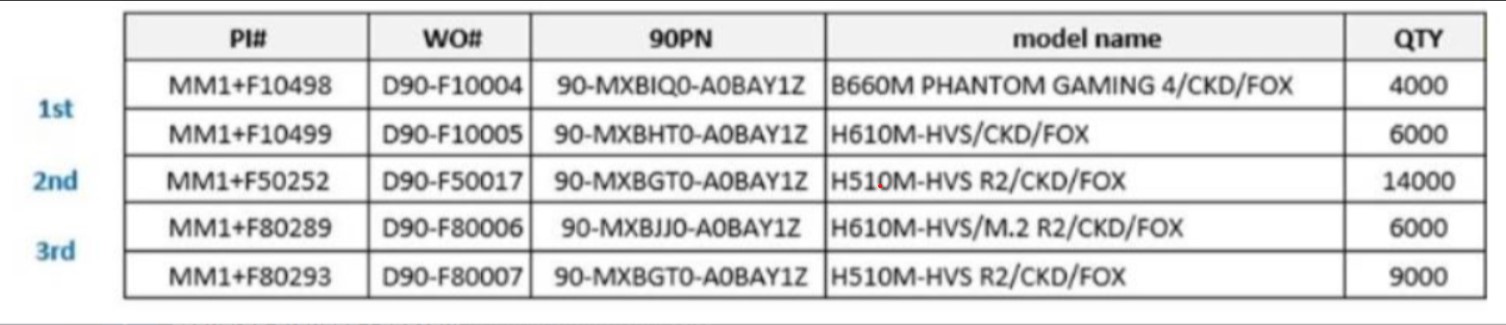 PI# WO# 90PN model name QTY
1st
MM1+F10498 D90-F10004 90-MXBIQ0-A0BAY1Z B660M PHANTOM GAMING 4/CKD/FOX 4000
MM1+F10499 D90-F10005 90-MXBHT0-A0BAY1Z H610M-HVS/CKD/FOX 6000
2nd MM1+F50252 D90-F50017 90-MXBGT0-A0BAY1Z H510M-HVS R2/CKD/FOX 14000
3rd
MM1+F80289 D90-F80006 90-MXBJJ0-A0BAY1Z H610M-HVS/M.2 R2/CKD/FOX 6000
MM1+F80293 D90-F80007 90-MXBGT0-A0BAY1Z H510M-HVS R2/CKD/FOX 9000